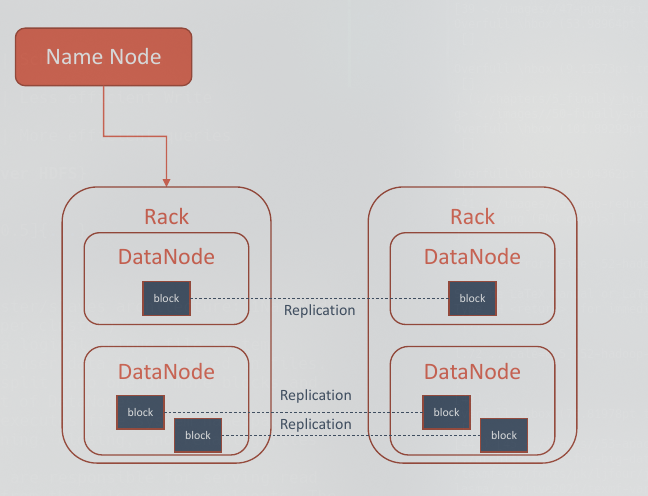 Name Node
Rack
DataNode
block
DataNode
block
block
Replication
Replication
Replication
Rack
DataNode
block
DataNode
block
block